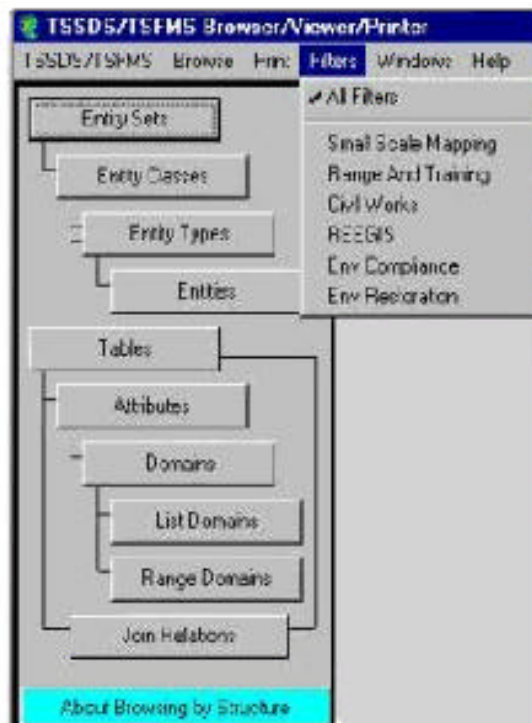 TSSDS/TSFMS Browser/Viewer/Printer
TSSDS/TSFMS Browse Print Filters Windows Help
All Filters
Small Scale Mapping
Range And Training
Civil Works
REEGIS
Env Compliance
Env Restoration
Entity Sets
Entity Classes
Entity Types
Entities
Tables
Attributes
Domains
List Domains
Range Domains
Join Relations
About Browsing by Structure